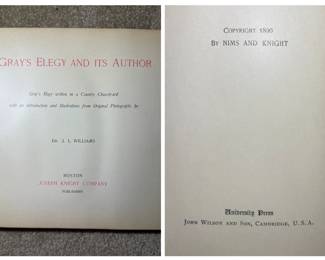 GRAY'S ELEGY AND ITS AUTHOR
Gray's Elegy written in a Country Churchyard
with an Introduction and Illustrations from Original Photographs by
DR. J. L. WILLIAMS
BOSTON
JOSEPH KNIGHT COMPANY
PUBLISHERS
COPYRIGHT 1890
BY NIMS AND KNIGHT
University Press
JOHN WILSON AND SON, CAMBRIDGE, U.S.A.